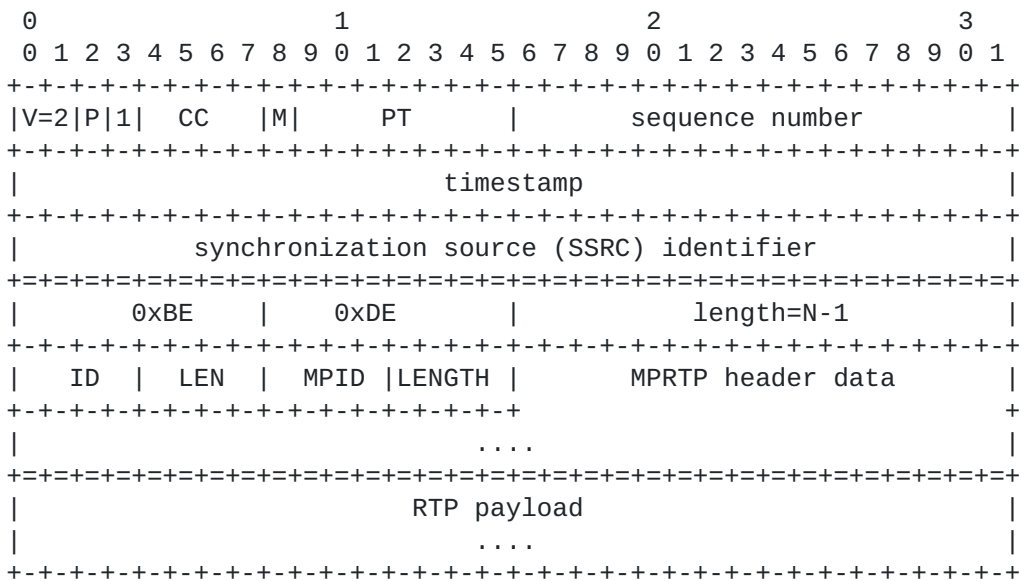 0                   1                   2                   3
 0 1 2 3 4 5 6 7 8 9 0 1 2 3 4 5 6 7 8 9 0 1 2 3 4 5 6 7 8 9 0 1
+-+-+-+-+-+-+-+-+-+-+-+-+-+-+-+-+-+-+-+-+-+-+-+-+-+-+-+-+-+-+-+-+
|V=2|P|1|  CC   |M|     PT      |       sequence number         |
+-+-+-+-+-+-+-+-+-+-+-+-+-+-+-+-+-+-+-+-+-+-+-+-+-+-+-+-+-+-+-+-+
|                           timestamp                           |
+-+-+-+-+-+-+-+-+-+-+-+-+-+-+-+-+-+-+-+-+-+-+-+-+-+-+-+-+-+-+-+-+
|           synchronization source (SSRC) identifier            |
+=+=+=+=+=+=+=+=+=+=+=+=+=+=+=+=+=+=+=+=+=+=+=+=+=+=+=+=+=+=+=+=+
|       0xBE    |    0xDE       |           length=N-1          |
+-+-+-+-+-+-+-+-+-+-+-+-+-+-+-+-+-+-+-+-+-+-+-+-+-+-+-+-+-+-+-+-+
|   ID  |  LEN  |  MPID |LENGTH |       MPRTP header data       |
+-+-+-+-+-+-+-+-+-+-+-+-+-+-+-+-+                               +
|                             ....                              |
+=+=+=+=+=+=+=+=+=+=+=+=+=+=+=+=+=+=+=+=+=+=+=+=+=+=+=+=+=+=+=+=+
|                         RTP payload                           |
|                             ....                              |
+-+-+-+-+-+-+-+-+-+-+-+-+-+-+-+-+-+-+-+-+-+-+-+-+-+-+-+-+-+-+-+-+